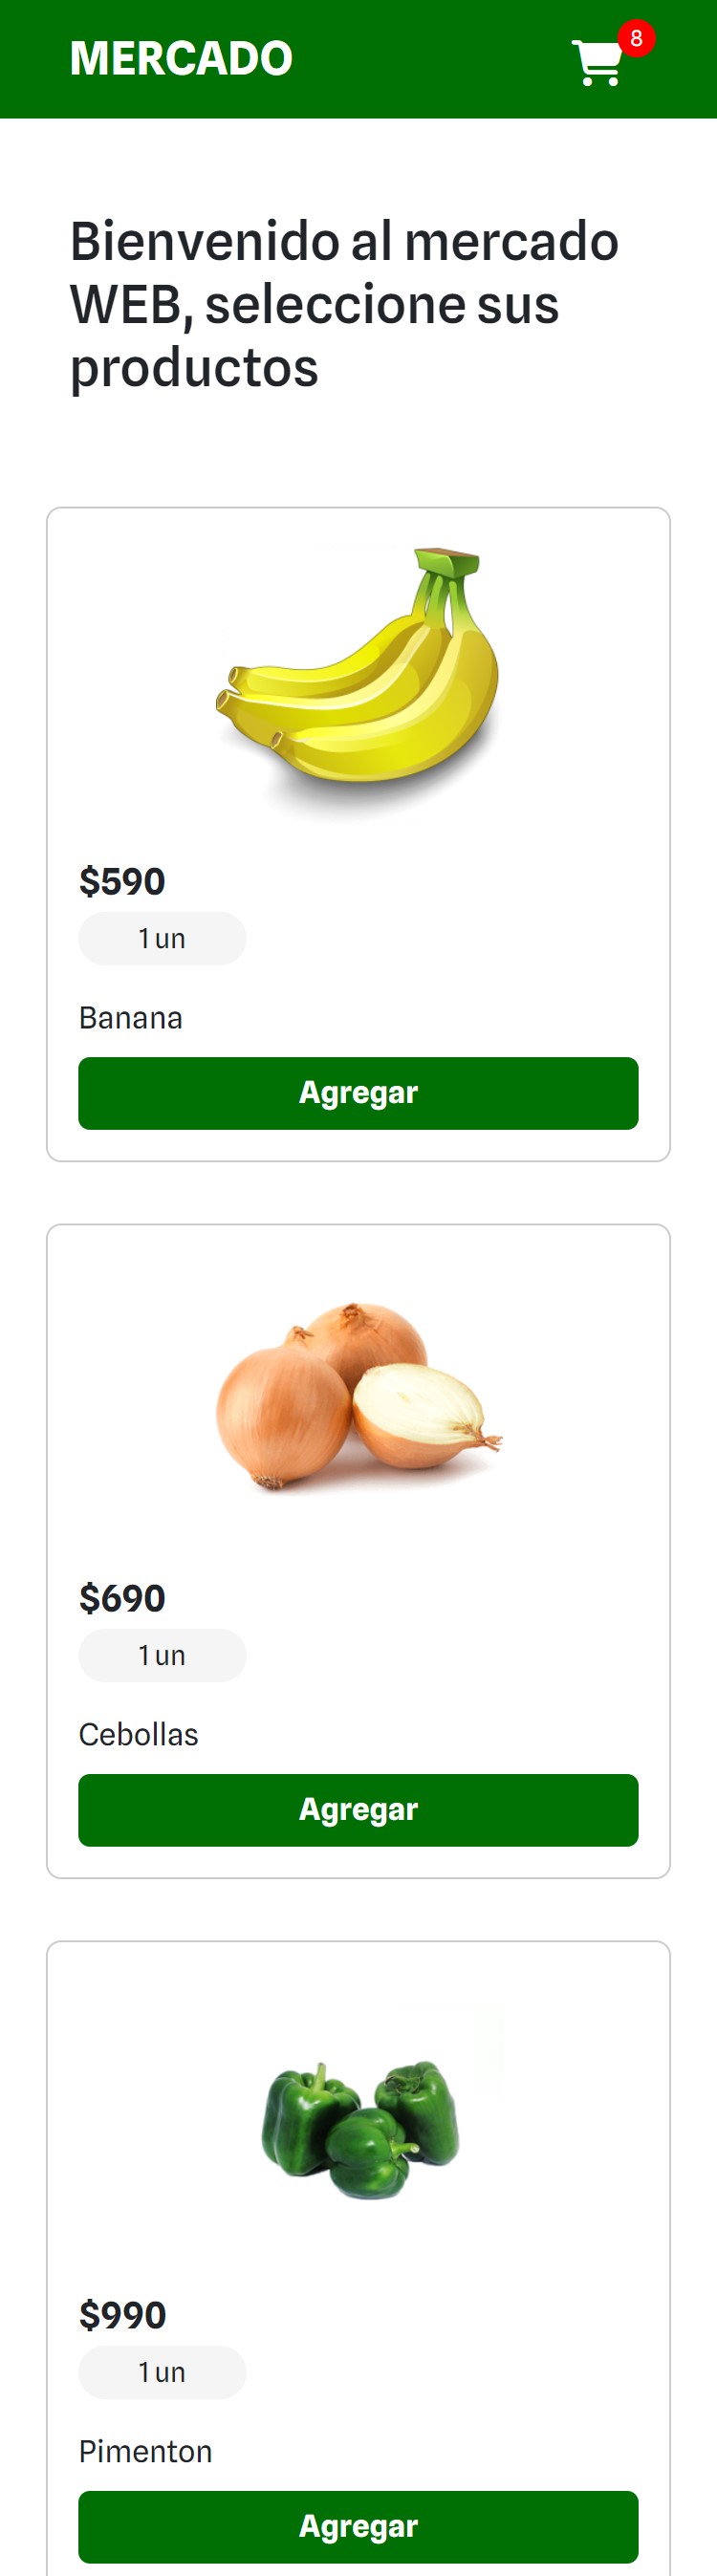 MERCADO
8
Bienvenido al mercado
WEB, seleccione sus
productos
$590
1 un
Banana
Agregar
$690
1 un
Cebollas
Agregar
$990
1 un
Pimenton
Agregar